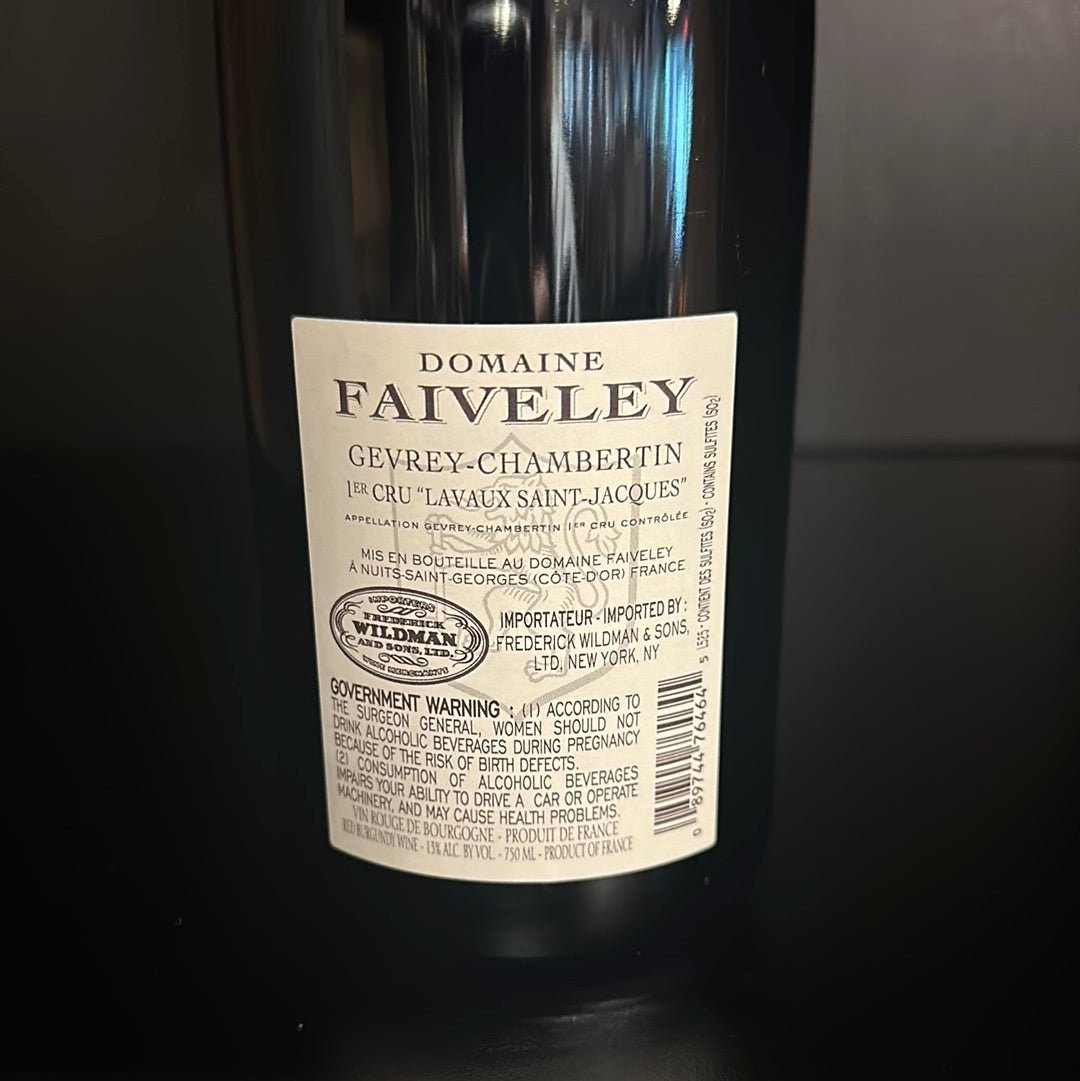 DOMAINE
FAIVELEY
GEVREY-CHAMBERTIN
1ER CRU "LAVAUX SAINT-JACQUES"
APPELLATION GEVREY-CHAMBERTIN 1ER CRU CONTRÔLÉE
MIS EN BOUTEILLE AU DOMAINE FAIVELEY
À NUITS-SAINT-GEORGES (CÔTE-D'OR) FRANCE
IMPORTERS
FREDERICK
WILDMAN
AND SONS, LTD.
WINE MERCHANTS
IMPORTATEUR - IMPORTED BY :
FREDERICK WILDMAN & SONS,
LTD, NEW YORK, NY
GOVERNMENT WARNING : (1) ACCORDING TO
THE SURGEON GENERAL, WOMEN SHOULD NOT
DRINK ALCOHOLIC BEVERAGES DURING PREGNANCY
BECAUSE OF THE RISK OF BIRTH DEFECTS.
(2) CONSUMPTION OF ALCOHOLIC BEVERAGES
IMPAIRS YOUR ABILITY TO DRIVE A CAR OR OPERATE
MACHINERY, AND MAY CAUSE HEALTH PROBLEMS.
VIN ROUGE DE BOURGOGNE - PRODUIT DE FRANCE
RED BURGUNDY WINE - 13% ALC. BY VOL. - 750 ML - PRODUCT OF FRANCE
L525 - CONTIENT DES SULFITES (SO2) - CONTAINS SULFITES (SO2)
0 89744 76464 5